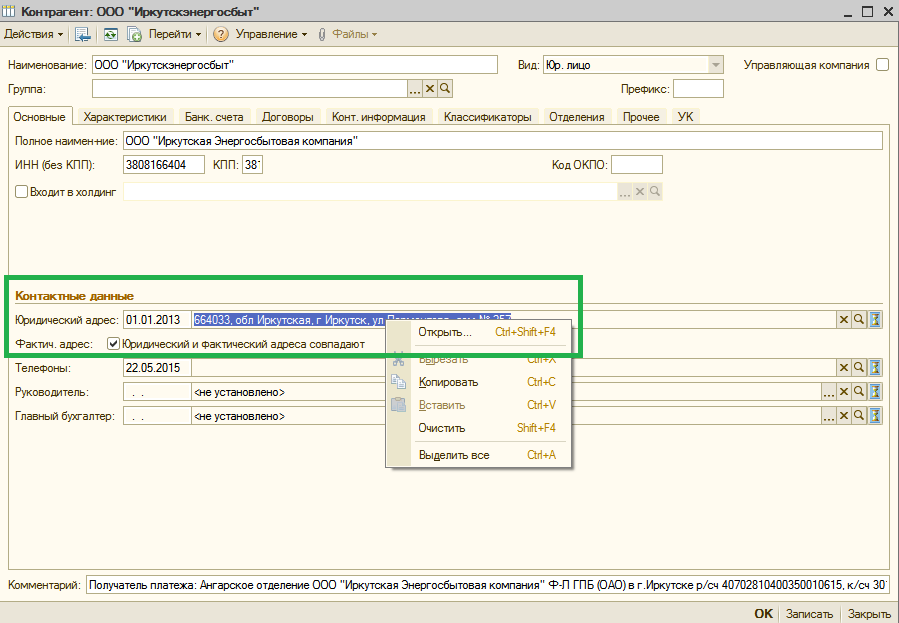 Контрагент: ООО "Иркутскэнергосбыт"
Действия Перейти Управление Файлы
Наименование: ООО "Иркутскэнергосбыт" Вид: Юр. лицо Управляющая компания
Группа: ... Префикс:
Основные Характеристики Банк. счета Договоры Конт. информация Классификаторы Отделения Прочее УК
Полное наимен-ние: ООО "Иркутская Энергосбытовая компания"
ИНН (без КПП): 3808166404 КПП: 38 Код ОКПО:
Входит в холдинг ...
Контактные данные
Юридический адрес: 01.01.2013 664033, обл Иркутская, г Иркутск, ул Лермонтова, дом № 257
Фактич. адрес: Юридический и фактический адреса совпадают
Телефоны: 22.05.2015
Руководитель: . . <не установлено> ...
Главный бухгалтер: . . <не установлено> ...
Открыть... Ctrl+Shift+F4
Вырезать Ctrl+X
Копировать Ctrl+C
Вставить Ctrl+V
Очистить Shift+F4
Выделить все Ctrl+A
Комментарий: Получатель платежа: Ангарское отделение ООО "Иркутская Энергосбытовая компания" Ф-Л ГПБ (ОАО) в г.Иркутске р/сч 40702810400350010615, к/сч 30
OK Записать Закрыть